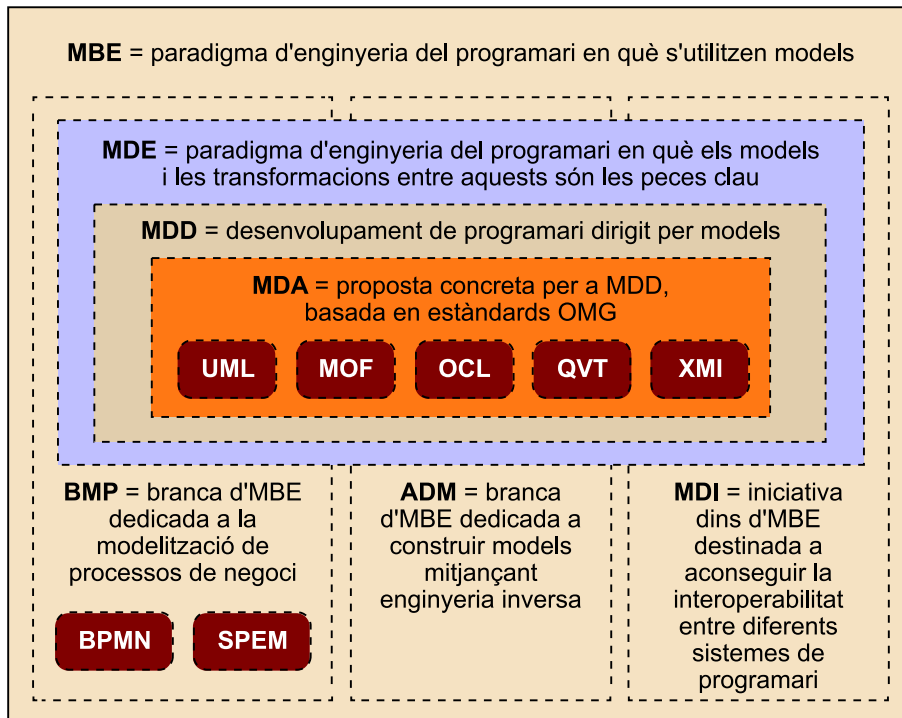 MBE = paradigma d'enginyeria del programari en què s'utilitzen models
MDE = paradigma d'enginyeria del programari en què els models
i les transformacions entre aquests són les peces clau
MDD = desenvolupament de programari dirigit per models
MDA = proposta concreta per a MDD,
basada en estàndards OMG
UML
MOF
OCL
QVT
XMI
BMP = branca d'MBE
dedicada a la
modelització de
processos de negoci
BPMN
SPEM
ADM = branca
d'MBE dedicada a
construir models
mitjançant
enginyeria inversa
MDI = iniciativa
dins d'MBE
destinada a
aconseguir la
interoperabilitat
entre diferents
sistemes de
programari